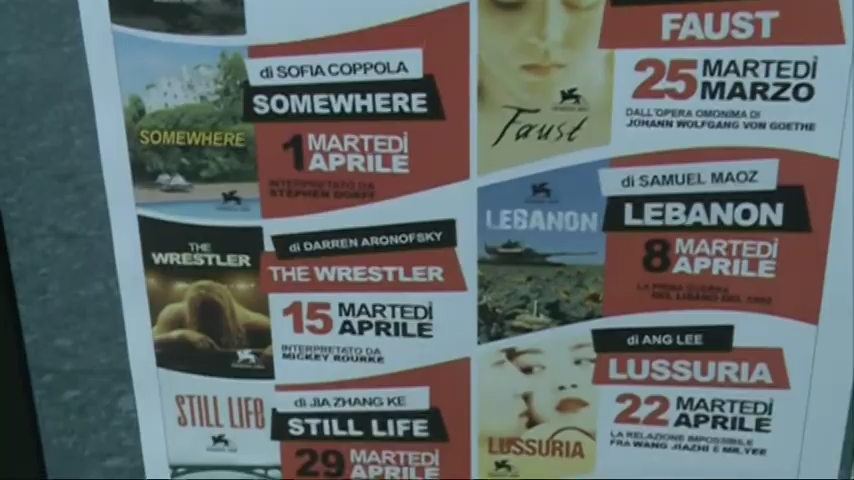 FAUST
25 MARTEDÌ
MARZO
DALL'OPERA OMONIMA DI
JOHANN WOLFGANG VON GOETHE
Faust
di SOFIA COPPOLA
SOMEWHERE
SOMEWHERE
1 MARTEDÌ
APRILE
INTERPRETATO DA
STEPHEN DORFF
di SAMUEL MAOZ
LEBANON
LEBANON
8 MARTEDÌ
APRILE
LA PRIMA GUERRA
DEL LIBANO DEL 1982
di DARREN ARONOFSKY
THE WRESTLER
THE
WRESTLER
15 MARTEDÌ
APRILE
INTERPRETATO DA
MICKEY ROURKE
di ANG LEE
LUSSURIA
22 MARTEDÌ
APRILE
LA RELAZIONE IMPOSSIBILE
FRA WANG JIAZHI E MR.YEE
LUSSURIA
di JIA ZHANG KE
STILL LIFE
STILL LIFE
29 MARTEDÌ
APRILE